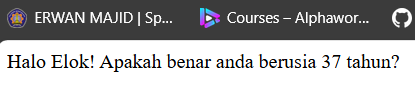 ERWAN MAJID | Sp... Courses – Alphawor...
Halo Elok! Apakah benar anda berusia 37 tahun?